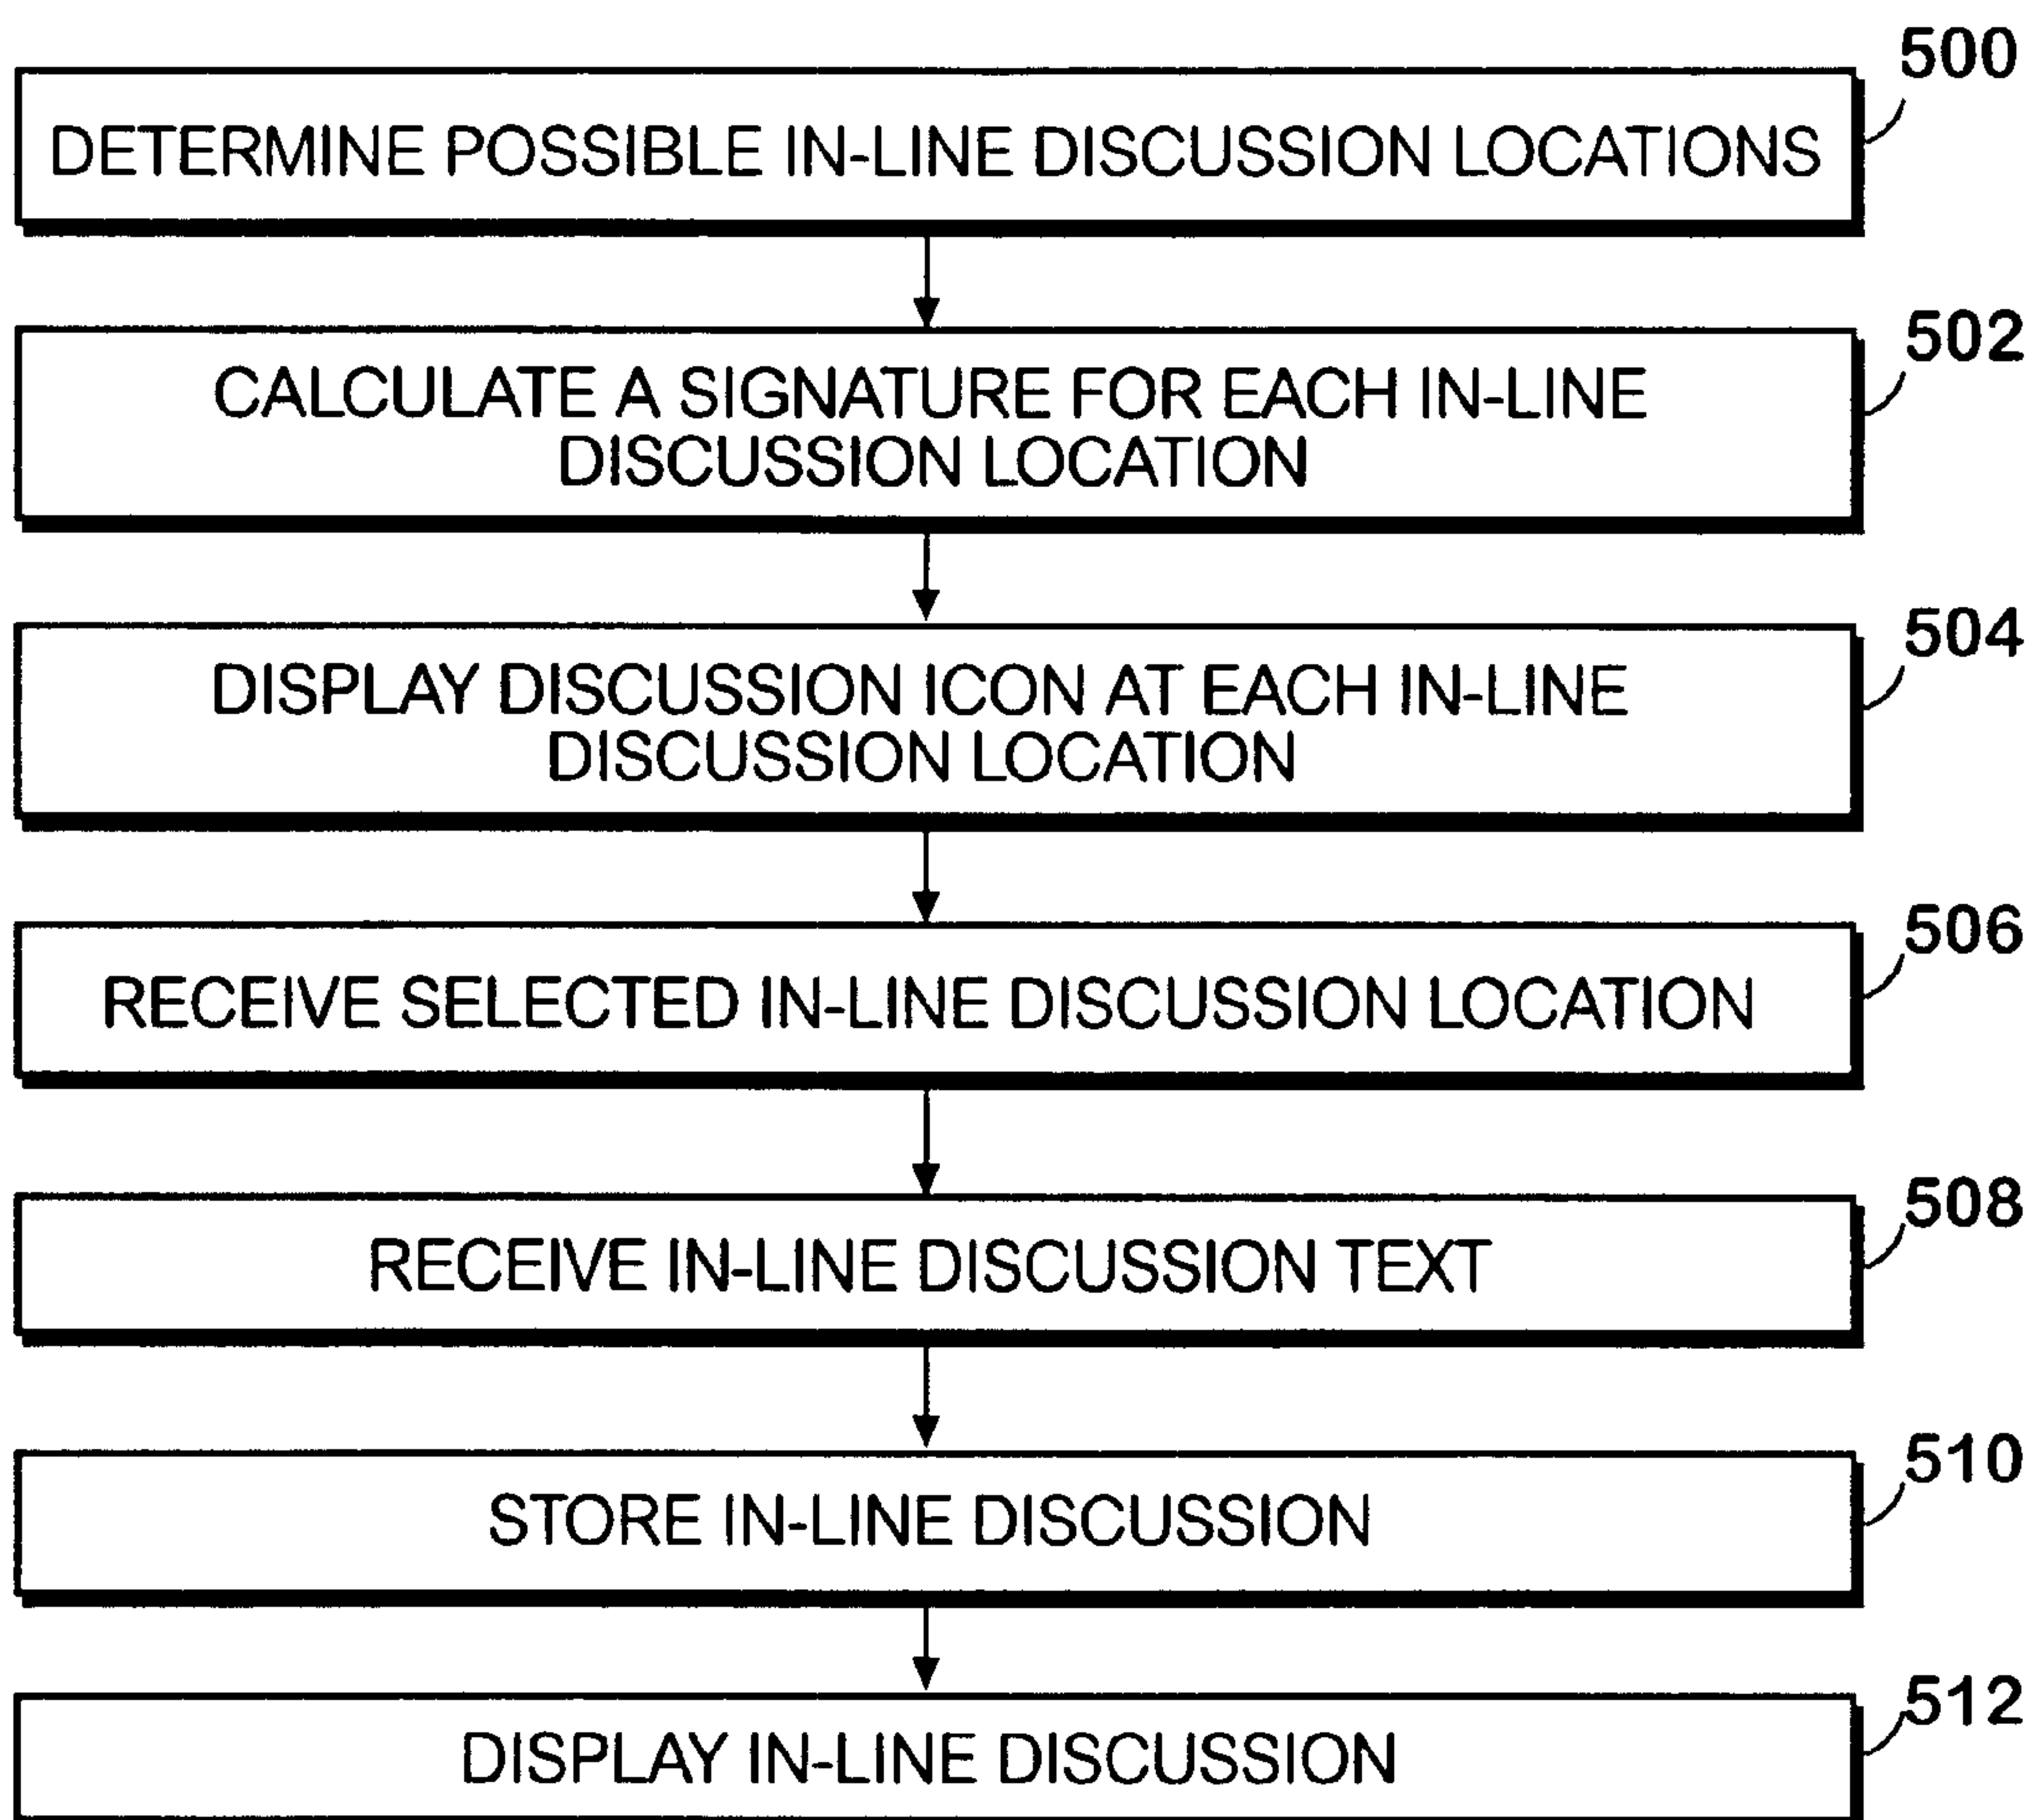 500
DETERMINE POSSIBLE IN-LINE DISCUSSION LOCATIONS
502
CALCULATE A SIGNATURE FOR EACH IN-LINE
DISCUSSION LOCATION
504
DISPLAY DISCUSSION ICON AT EACH IN-LINE
DISCUSSION LOCATION
506
RECEIVE SELECTED IN-LINE DISCUSSION LOCATION
508
RECEIVE IN-LINE DISCUSSION TEXT
510
STORE IN-LINE DISCUSSION
512
DISPLAY IN-LINE DISCUSSION